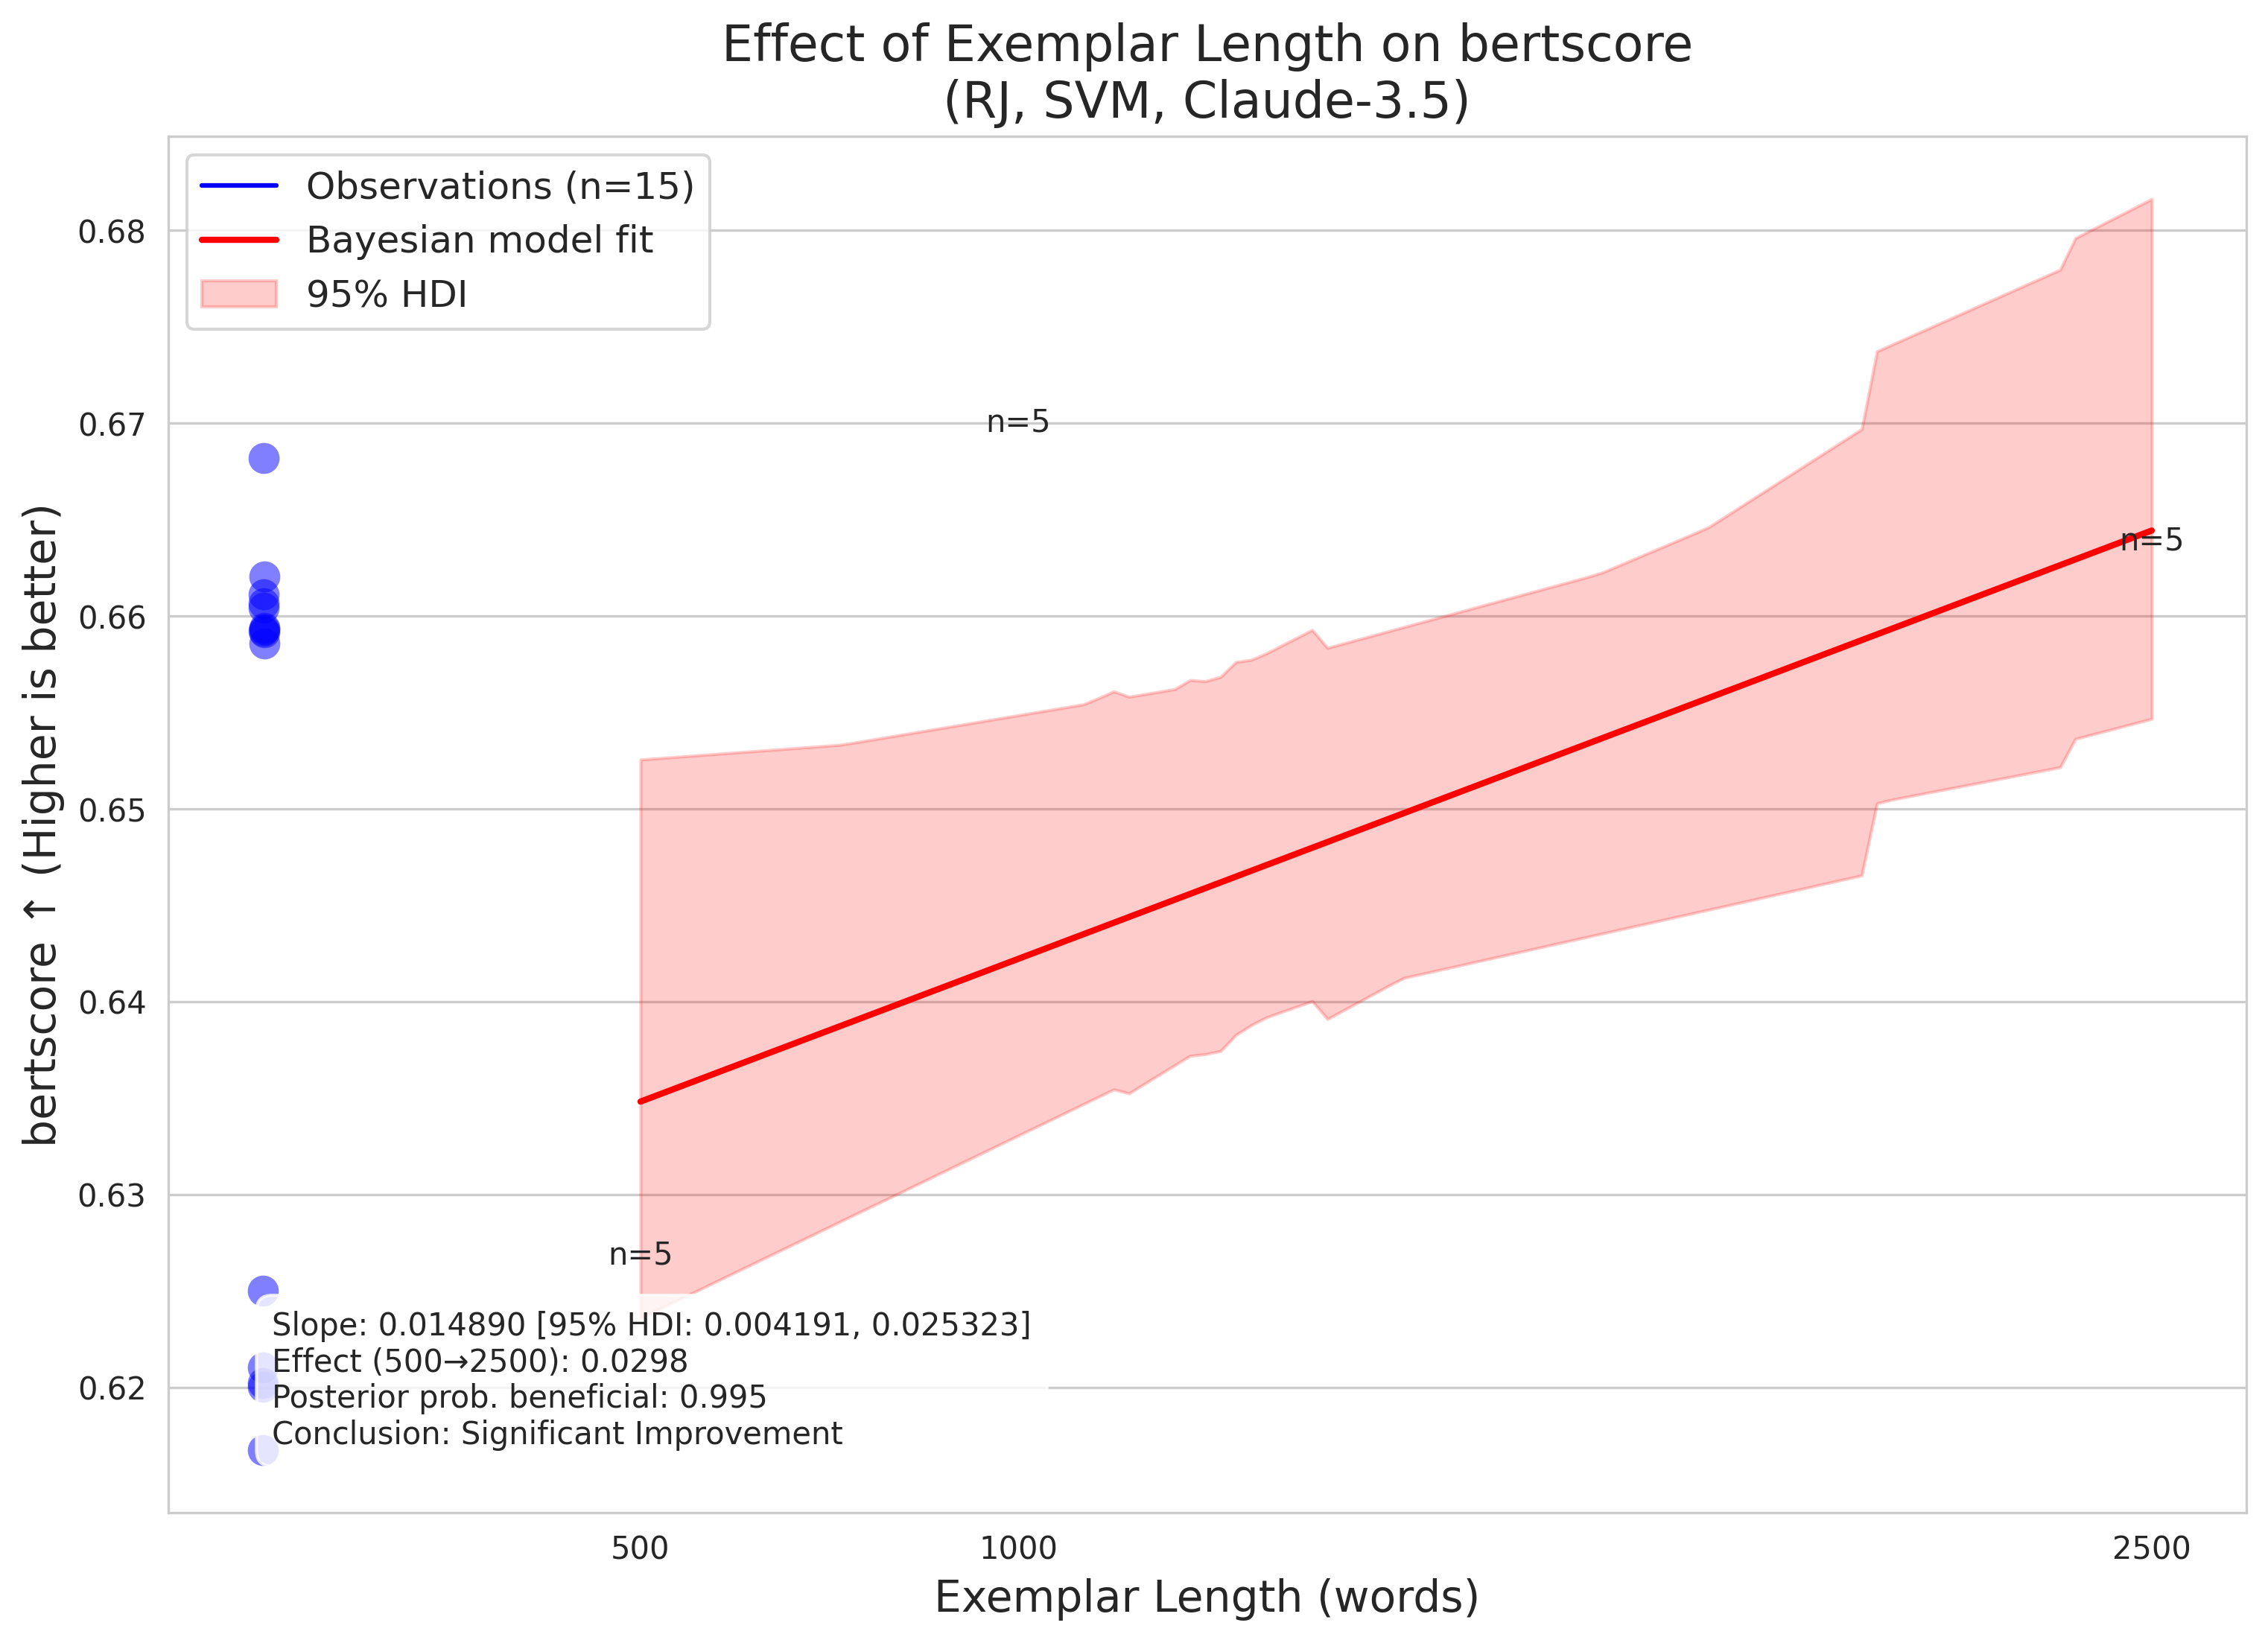 Effect of Exemplar Length on bertscore
(RJ, SVM, Claude-3.5)
Observations (n=15)
Bayesian model fit
95% HDI
bertscore ↑ (Higher is better)
0.68
0.67
0.66
0.65
0.64
0.63
0.62
n=5
n=5
n=5
Slope: 0.014890 [95% HDI: 0.004191, 0.025323]
Effect (500→2500): 0.0298
Posterior prob. beneficial: 0.995
Conclusion: Significant Improvement
500
1000
2500
Exemplar Length (words)